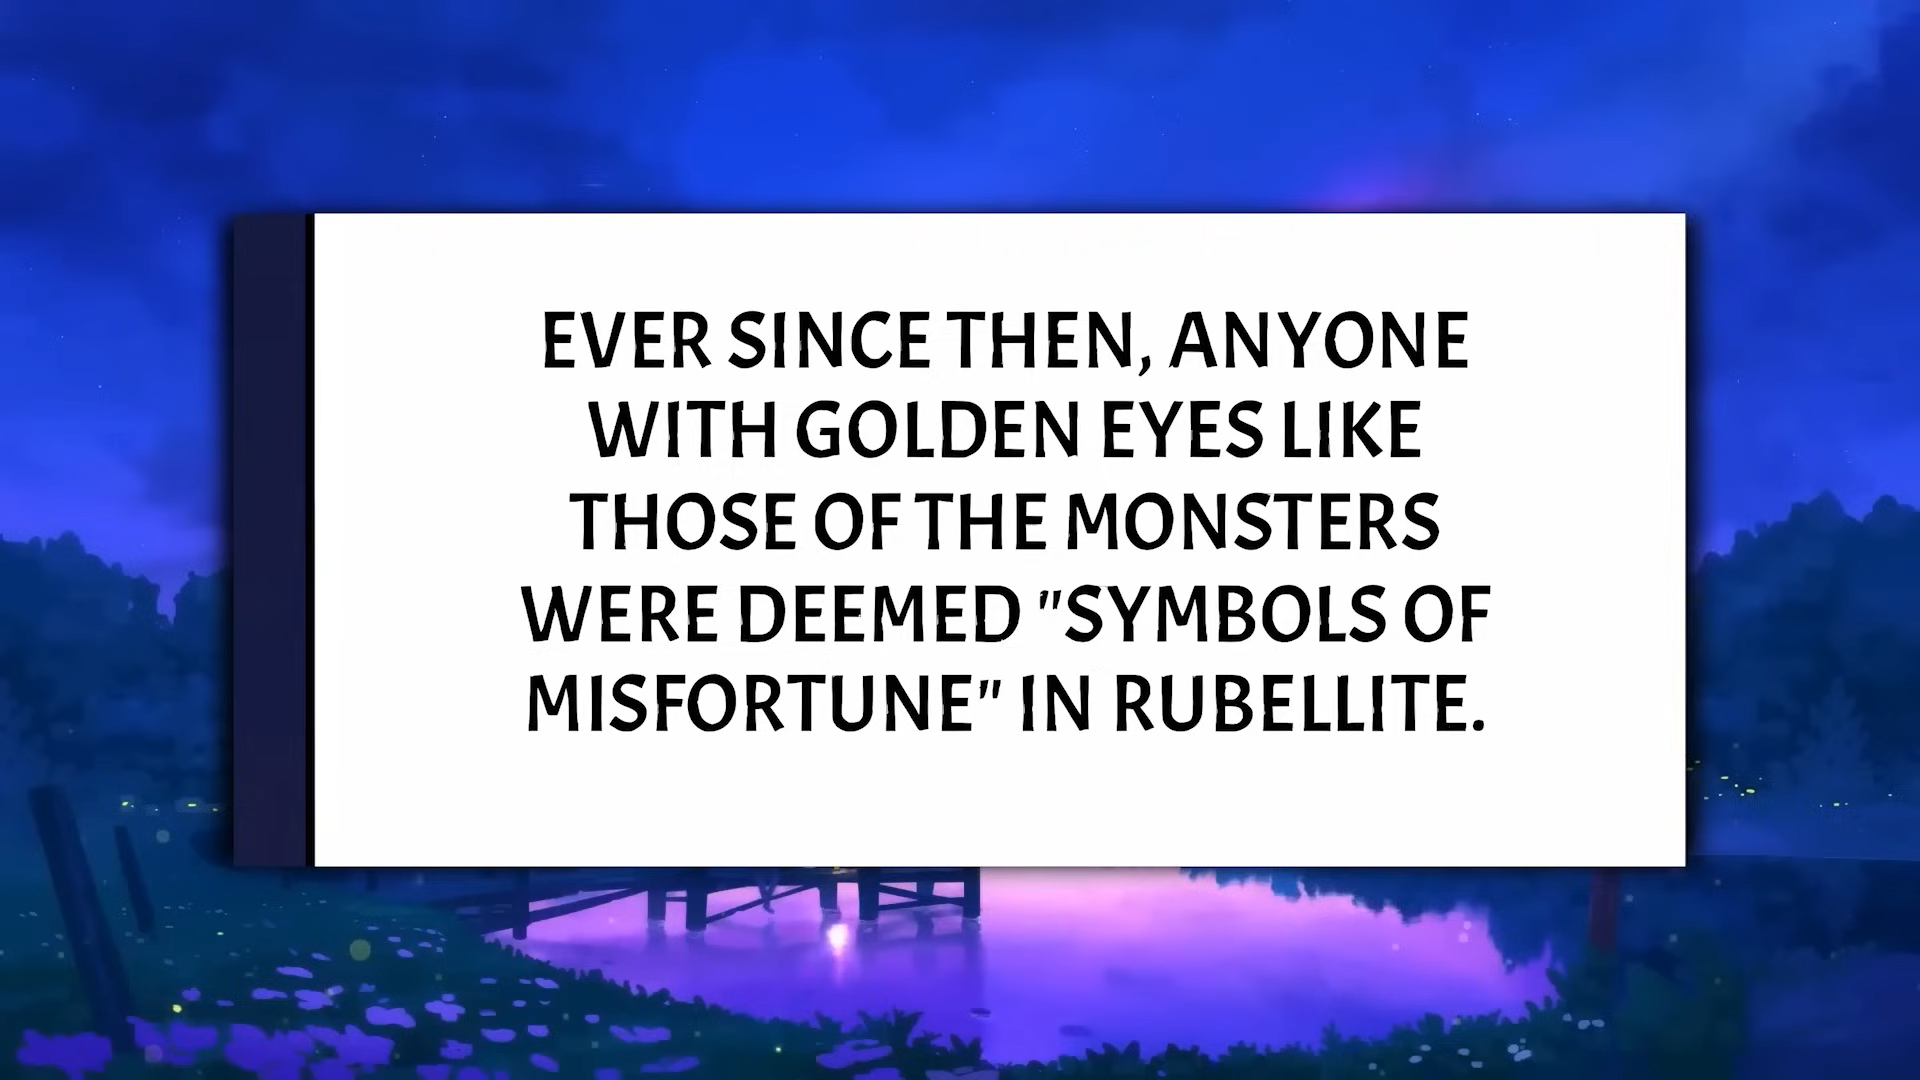 EVER SINCE THEN, ANYONE
WITH GOLDEN EYES LIKE
THOSE OF THE MONSTERS
WERE DEEMED "SYMBOLS OF
MISFORTUNE" IN RUBELLITE.